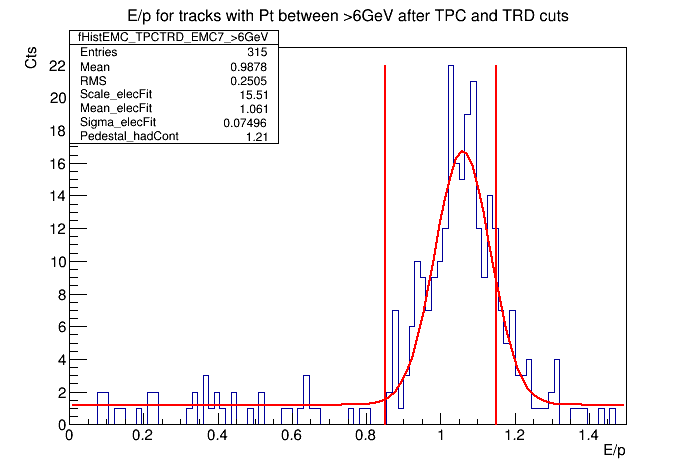 E/p for tracks with Pt between >6GeV after TPC and TRD cuts
fHistEMC_TPCTRD_EMC7_>6GeV
Entries 315
Mean 0.9878
RMS 0.2505
Scale_elecFit 15.51
Mean_elecFit 1.061
Sigma_elecFit 0.07496
Pedestal_hadCont 1.21
Cts
22
20
18
16
14
12
10
8
6
4
2
0
0 0.2 0.4 0.6 0.8 1 1.2 1.4
E/p